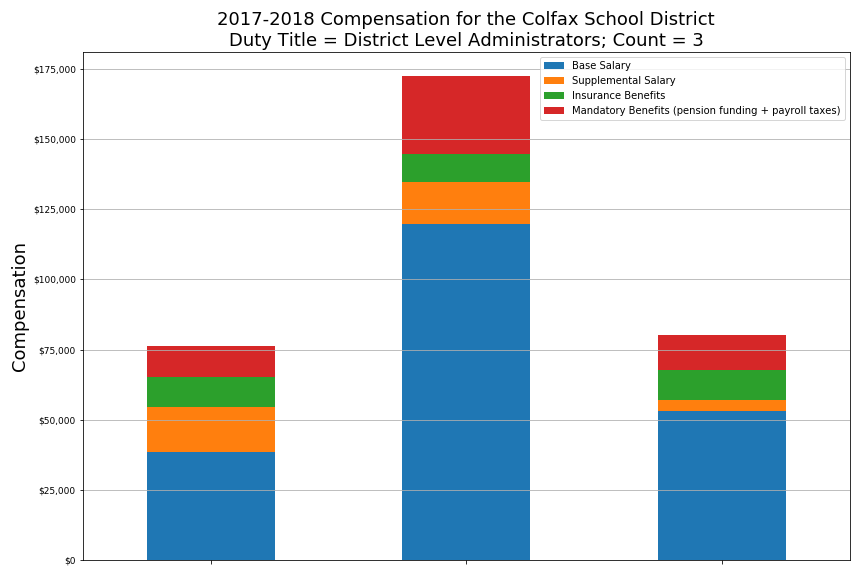 2017-2018 Compensation for the Colfax School District
Duty Title = District Level Administrators; Count = 3
Base Salary
Supplemental Salary
Insurance Benefits
Mandatory Benefits (pension funding + payroll taxes)
Compensation
$175,000
$150,000
$125,000
$100,000
$75,000
$50,000
$25,000
$0